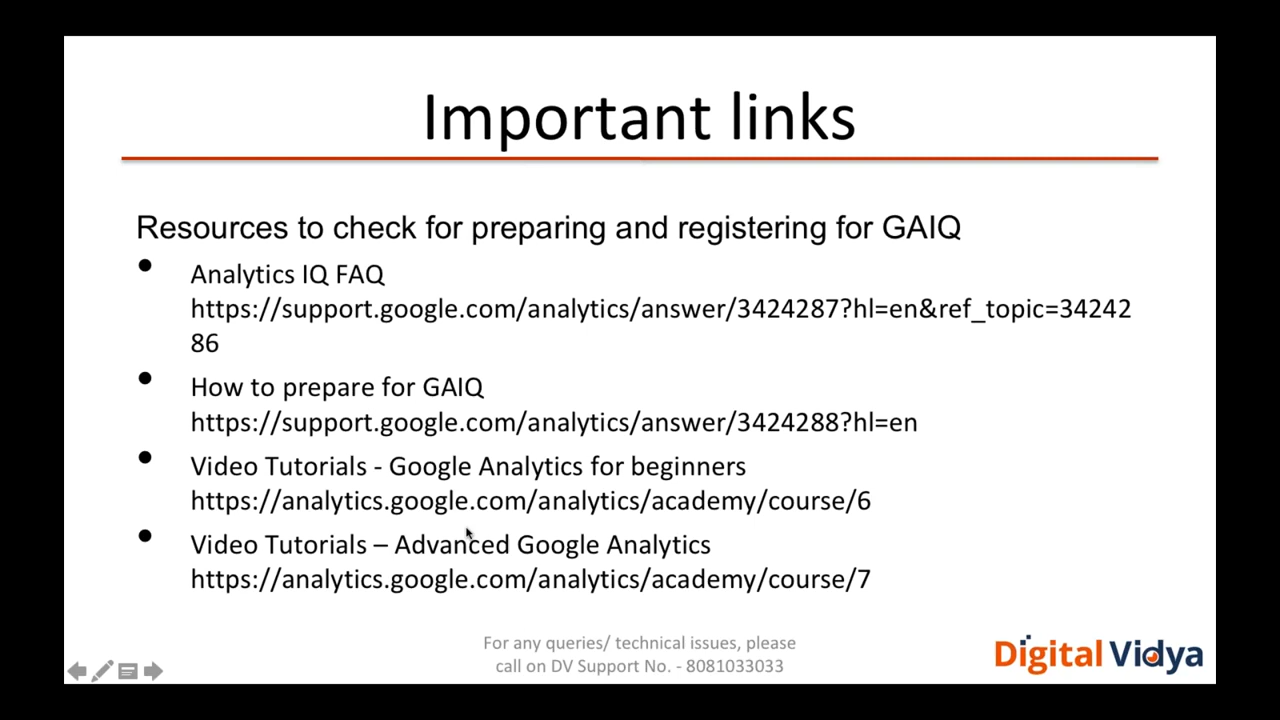 Important links
Resources to check for preparing and registering for GAIQ
• Analytics IQ FAQ
https://support.google.com/analytics/answer/3424287?hl=en&ref_topic=34242
86
• How to prepare for GAIQ
https://support.google.com/analytics/answer/3424288?hl=en
• Video Tutorials - Google Analytics for beginners
https://analytics.google.com/analytics/academy/course/6
• Video Tutorials – Advanced Google Analytics
https://analytics.google.com/analytics/academy/course/7
For any queries/ technical issues, please
call on DV Support No. - 8081033033
Digital Vidya